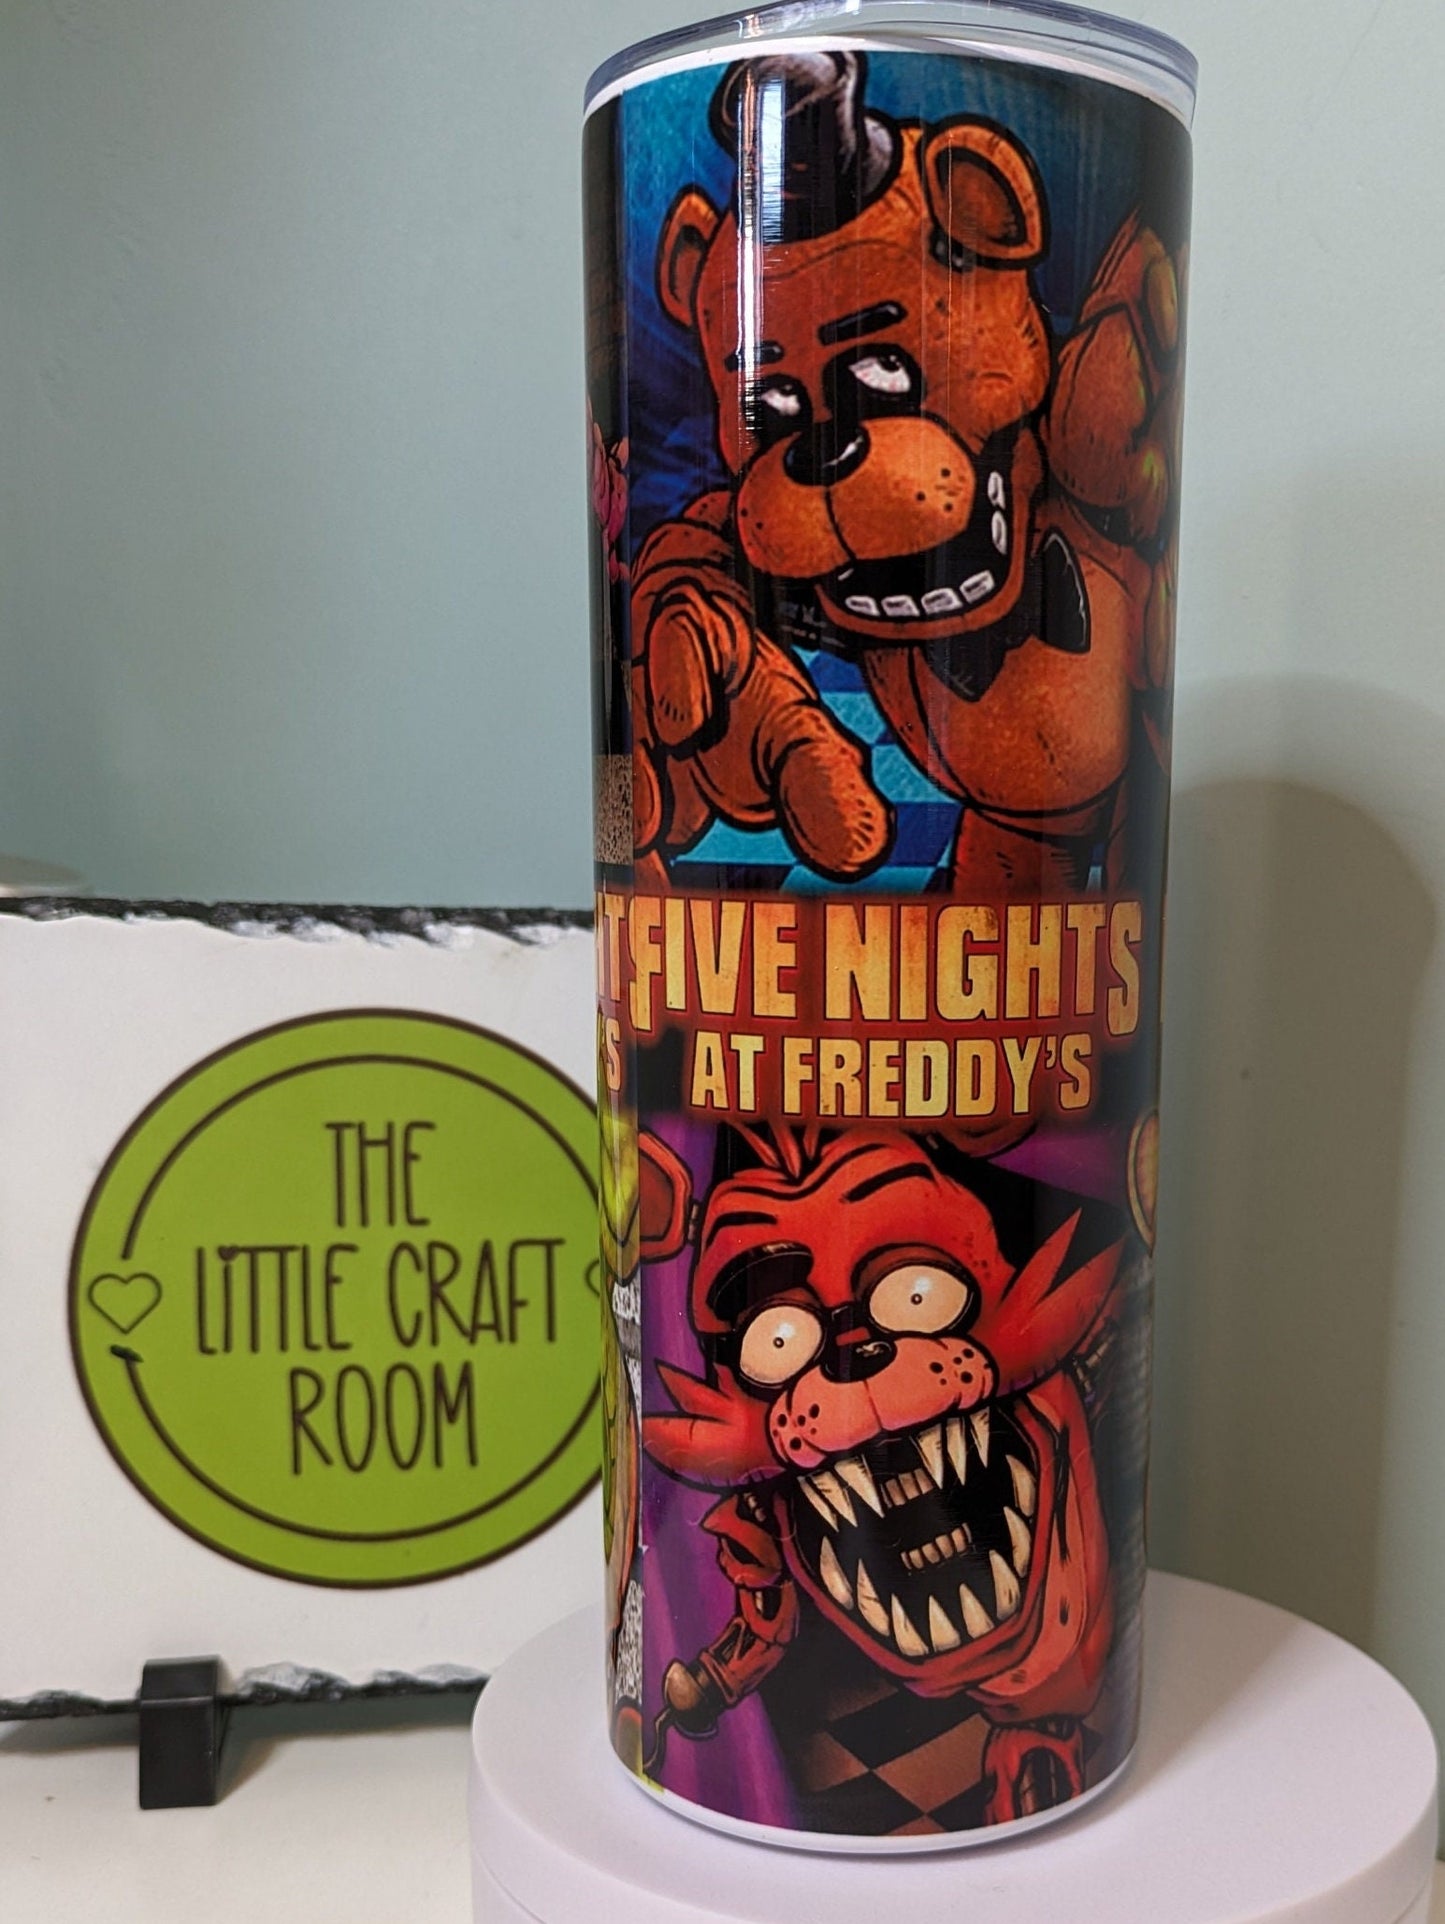 FIVE NIGHTS
AT FREDDY'S
THE
LiTTLE CRAFT
ROOM